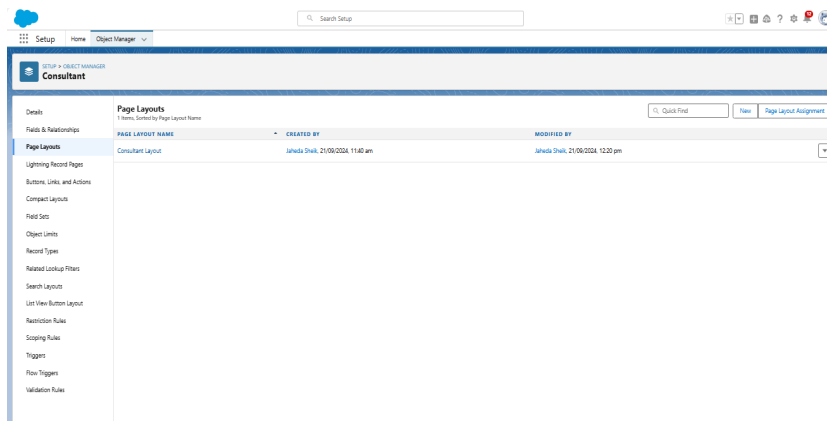 Search Setup
Setup Home Object Manager
SETUP > OBJECT MANAGER
Consultant
Details
Fields & Relationships
Page Layouts
Lightning Record Pages
Buttons, Links, and Actions
Compact Layouts
Field Sets
Object Limits
Record Types
Related Lookup Filters
Search Layouts
List View Button Layout
Restriction Rules
Scoping Rules
Triggers
Flow Triggers
Validation Rules
Page Layouts
1 Items, Sorted by Page Layout Name
Quick Find New Page Layout Assignment
PAGE LAYOUT NAME CREATED BY MODIFIED BY
Consultant Layout Jaheda Sheik, 21/09/2024, 11:40 am Jaheda Sheik, 21/09/2024, 12:20 pm